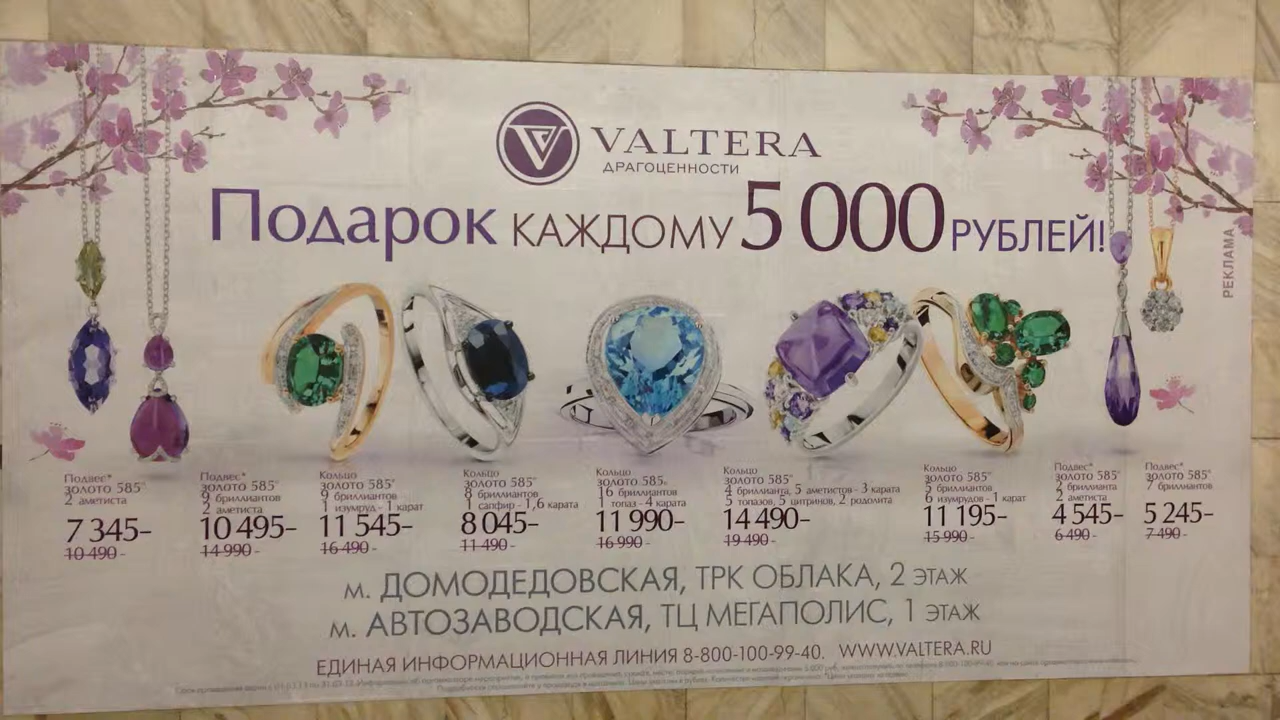 VALTERA
ДРАГОЦЕННОСТИ
Подарок КАЖДОМУ 5 000 РУБЛЕЙ!
РЕКЛАМА
Подвес*
золото 585°
2 аметиста
7 345-
10 490-
Подвес*
золото 585°
9 бриллиантов
2 аметиста
10 495-
14 990-
Кольцо
золото 585°
9 бриллиантов
1 изумруд - 1 карат
11 545-
16 490-
Кольцо
золото 585°
8 бриллиантов
1 сапфир - 1,6 карата
8 045-
11 490-
Кольцо
золото 585°
16 бриллиантов
1 топаз - 4 карата
11 990-
16 990-
Кольцо
золото 585°
4 бриллианта, 5 аметистов - 3 карата
5 топазов, 5 цитринов, 2 родолита
14 490-
19 490-
Кольцо
золото 585°
5 бриллиантов
5 изумрудов - 1 карат
11 195-
15 990-
Подвес*
золото 585°
2 бриллианта
2 аметиста
4 545-
6 490-
Подвес*
золото 585°
7 бриллиантов
5 245-
7 490-
м. ДОМОДЕДОВСКАЯ, ТРК ОБЛАКА, 2 ЭТАЖ
м. АВТОЗАВОДСКАЯ, ТЦ МЕГАПОЛИС, 1 ЭТАЖ
ЕДИНАЯ ИНФОРМАЦИОННАЯ ЛИНИЯ 8-800-100-99-40. WWW.VALTERA.RU